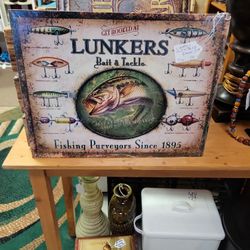 GET HOOKED AT
LUNKERS
Bait & Tackle
Fishing Purveyors Since 1895